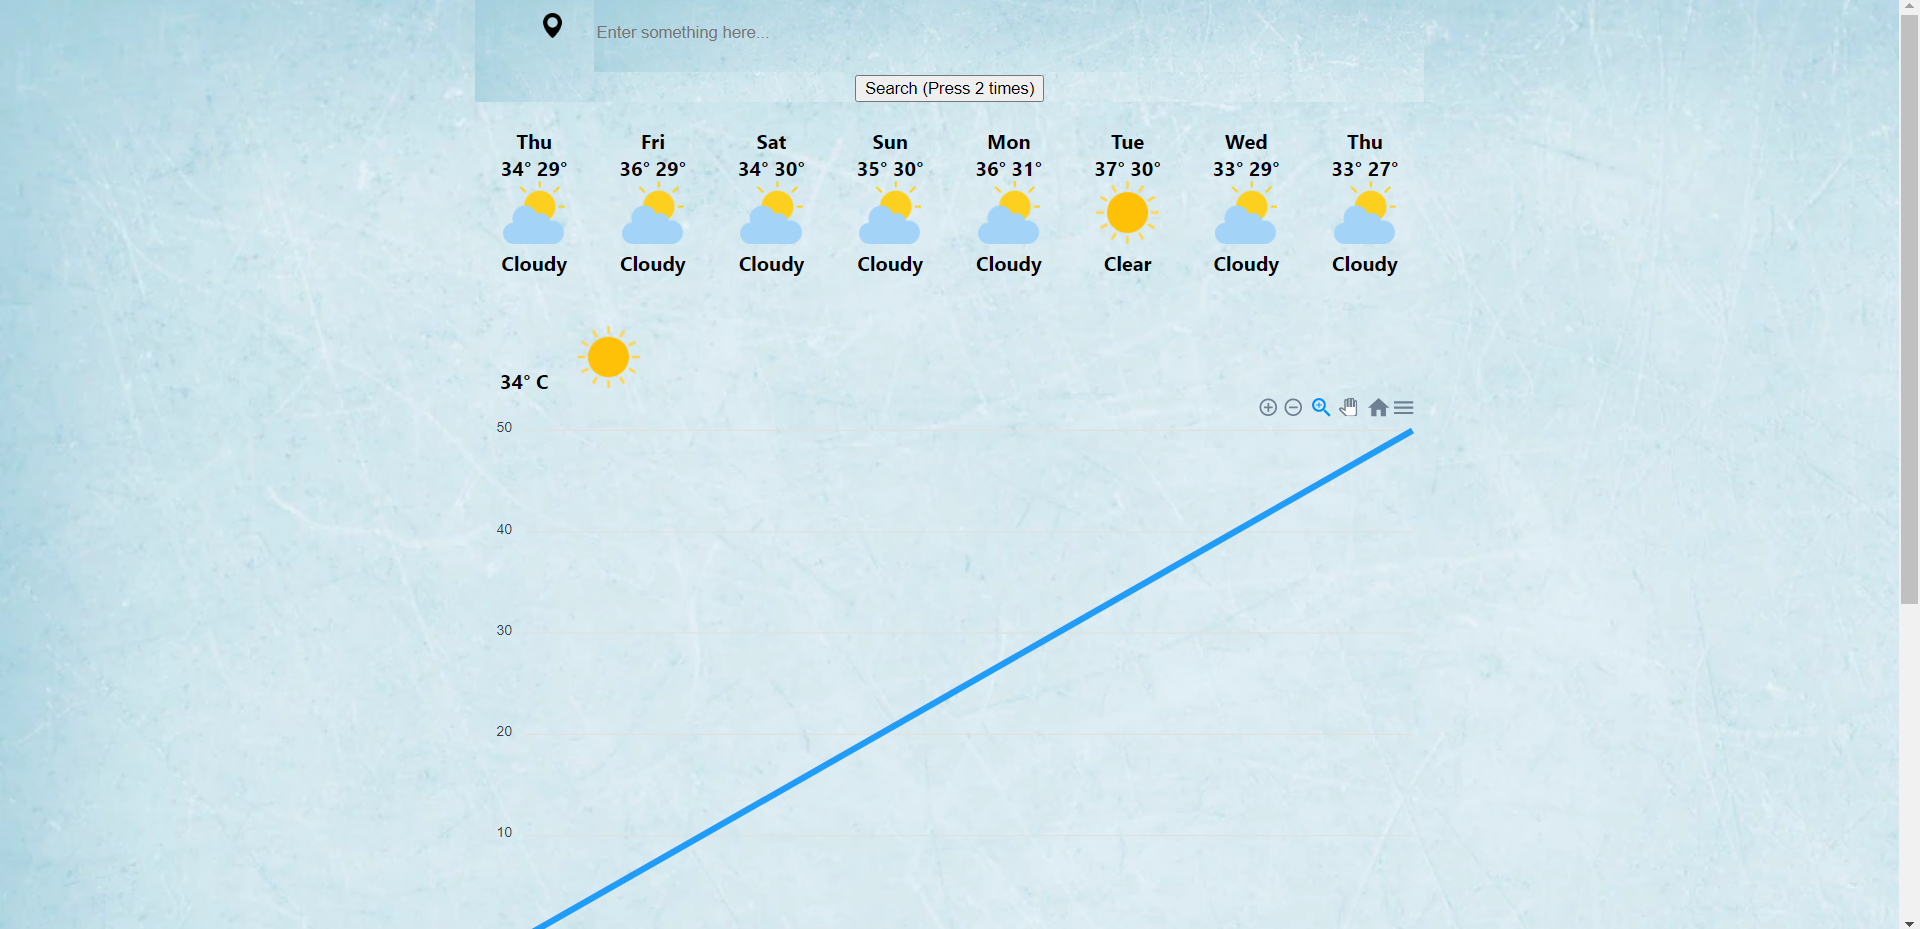 Enter something here...
Search (Press 2 times)
Thu Fri Sat Sun Mon Tue Wed Thu
34° 29° 36° 29° 34° 30° 35° 30° 36° 31° 37° 30° 33° 29° 33° 27°
Cloudy Cloudy Cloudy Cloudy Cloudy Clear Cloudy Cloudy
34° C
50
40
30
20
10